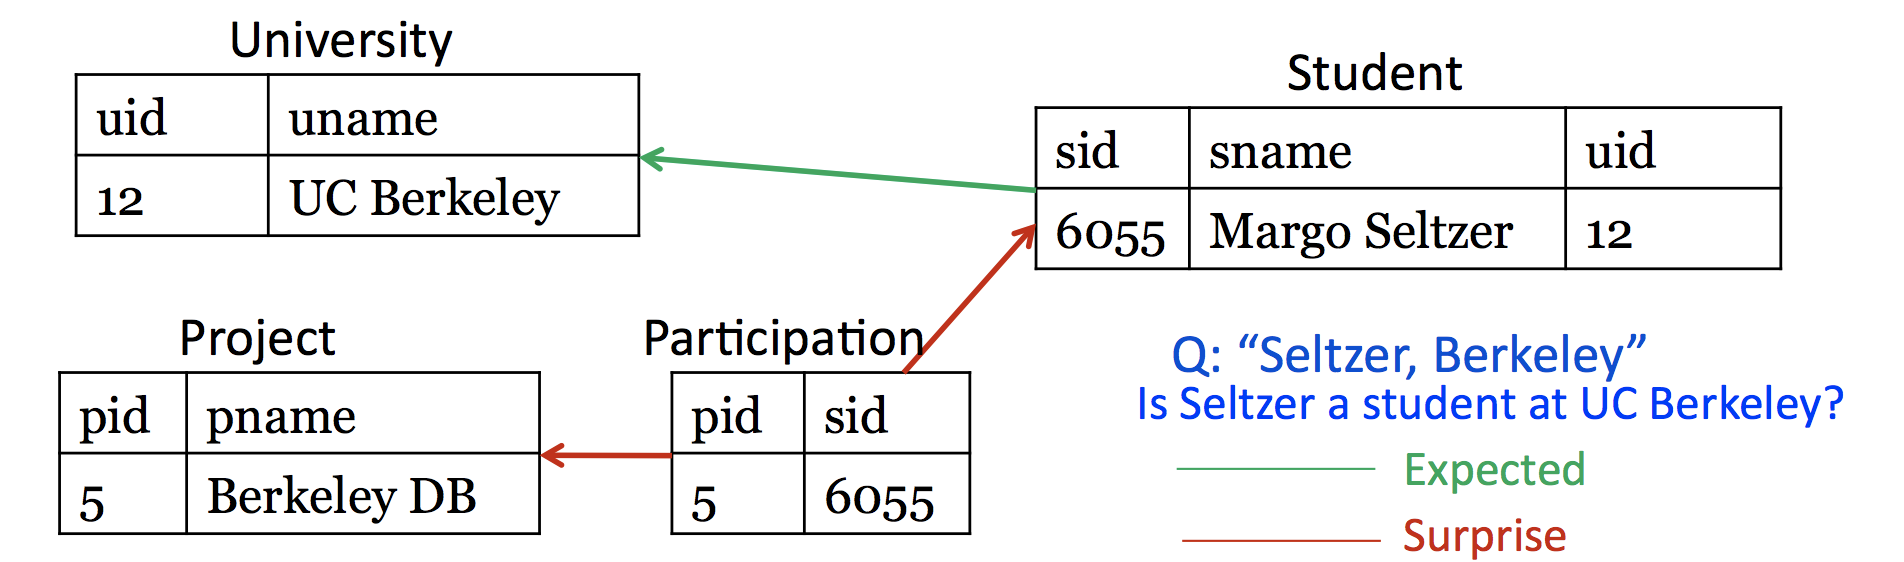 University
uid uname
12 UC Berkeley
Student
sid sname uid
6055 Margo Seltzer 12
Project
pid pname
5 Berkeley DB
Participation
pid sid
5 6055
Q: “Seltzer, Berkeley”
Is Seltzer a student at UC Berkeley?
Expected
Surprise